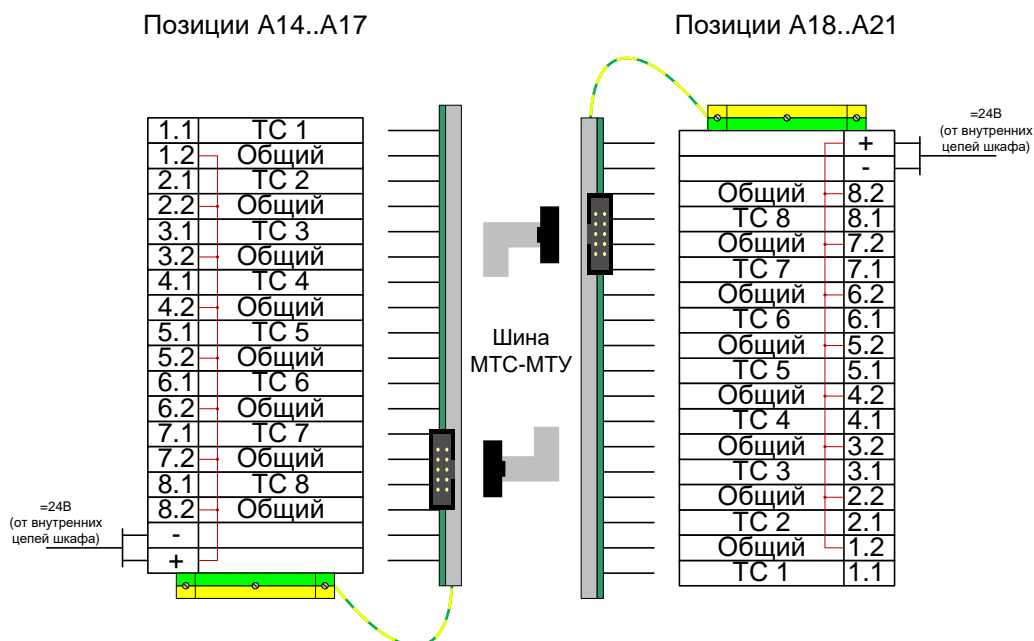 Позиции А14..А17
Позиции А18..А21
1.1 ТС 1
1.2 Общий
2.1 ТС 2
2.2 Общий
3.1 ТС 3
3.2 Общий
4.1 ТС 4
4.2 Общий
5.1 ТС 5
5.2 Общий
6.1 ТС 6
6.2 Общий
7.1 ТС 7
7.2 Общий
8.1 ТС 8
8.2 Общий
-
+
=24В
(от внутренних
цепей шкафа)
Шина
МТС-МТУ
+
-
Общий 8.2
ТС 8 8.1
Общий 7.2
ТС 7 7.1
Общий 6.2
ТС 6 6.1
Общий 5.2
ТС 5 5.1
Общий 4.2
ТС 4 4.1
Общий 3.2
ТС 3 3.1
Общий 2.2
ТС 2 2.1
Общий 1.2
ТС 1 1.1
=24В
(от внутренних
цепей шкафа)